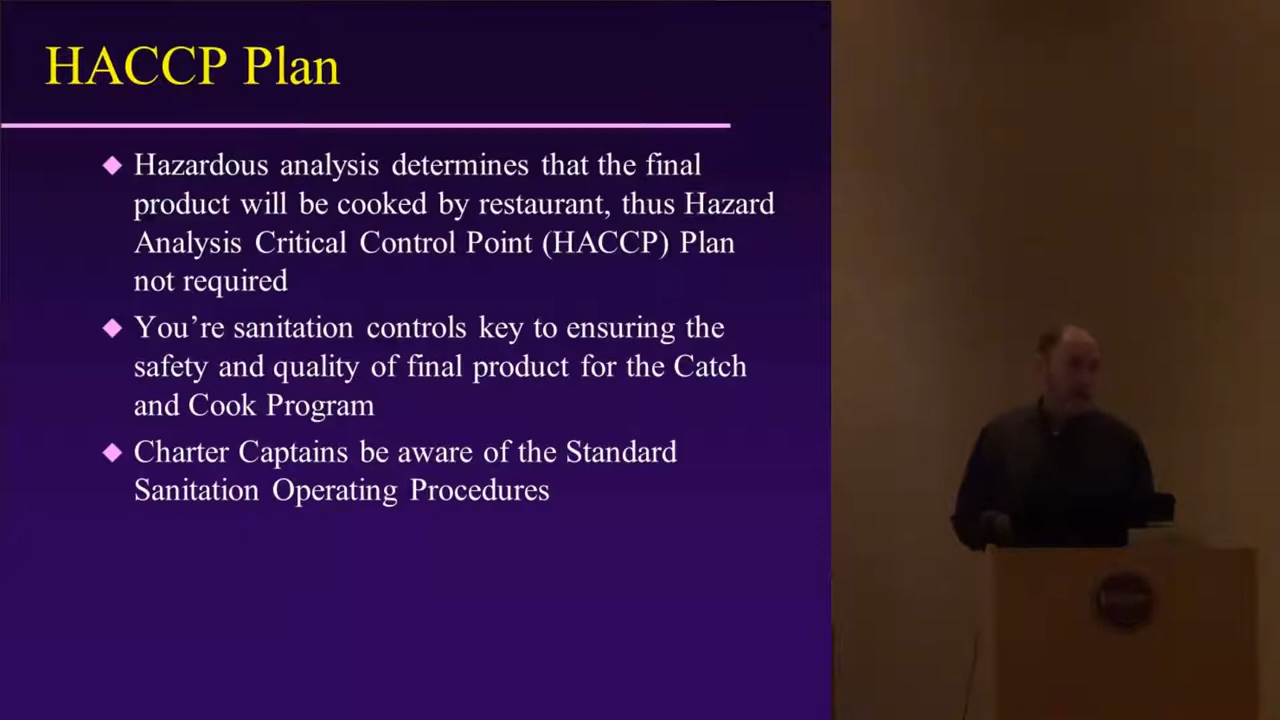 HACCP Plan
Hazardous analysis determines that the final
product will be cooked by restaurant, thus Hazard
Analysis Critical Control Point (HACCP) Plan
not required
You're sanitation controls key to ensuring the
safety and quality of final product for the Catch
and Cook Program
Charter Captains be aware of the Standard
Sanitation Operating Procedures